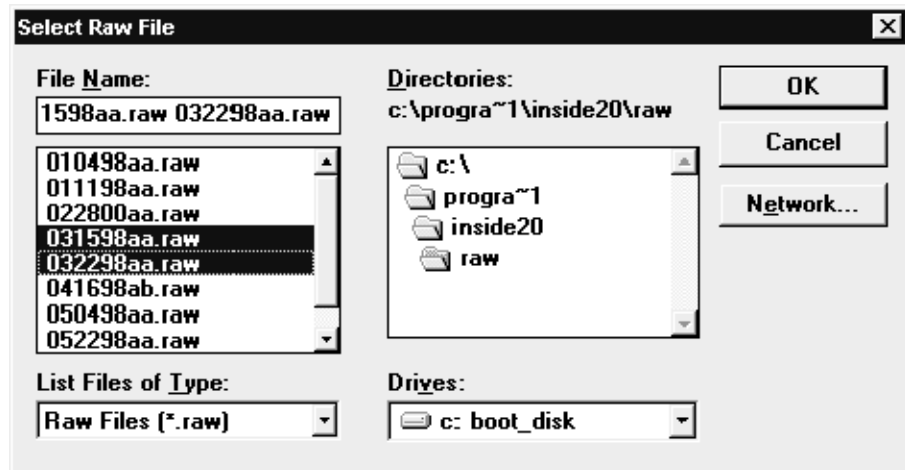 Select Raw File
File Name:
1598aa.raw 032298aa.raw
010498aa.raw
011198aa.raw
022800aa.raw
031598aa.raw
032298aa.raw
041698ab.raw
050498aa.raw
052298aa.raw
List Files of Type:
Raw Files (*.raw)
Directories:
c:\progra~1\inside20\raw
c:\
progra~1
inside20
raw
Drives:
c: boot_disk
OK
Cancel
Network...